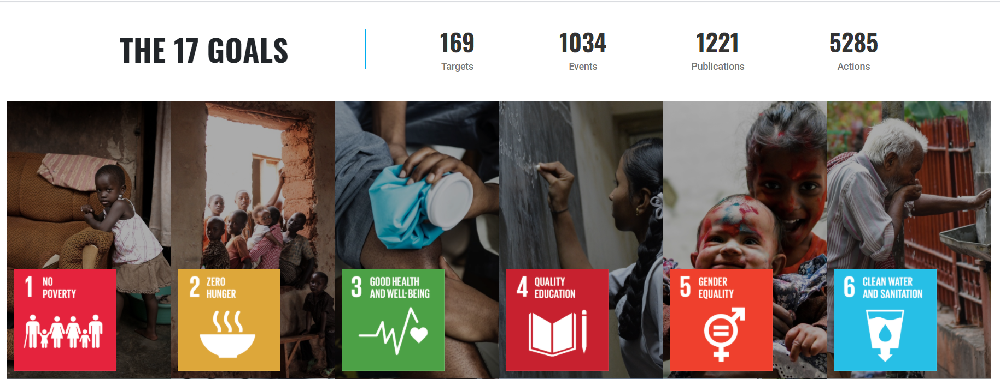 THE 17 GOALS
169
Targets
1034
Events
1221
Publications
5285
Actions
1 NO
POVERTY
2 ZERO
HUNGER
3 GOOD HEALTH
AND WELL-BEING
4 QUALITY
EDUCATION
5 GENDER
EQUALITY
6 CLEAN WATER
AND SANITATION